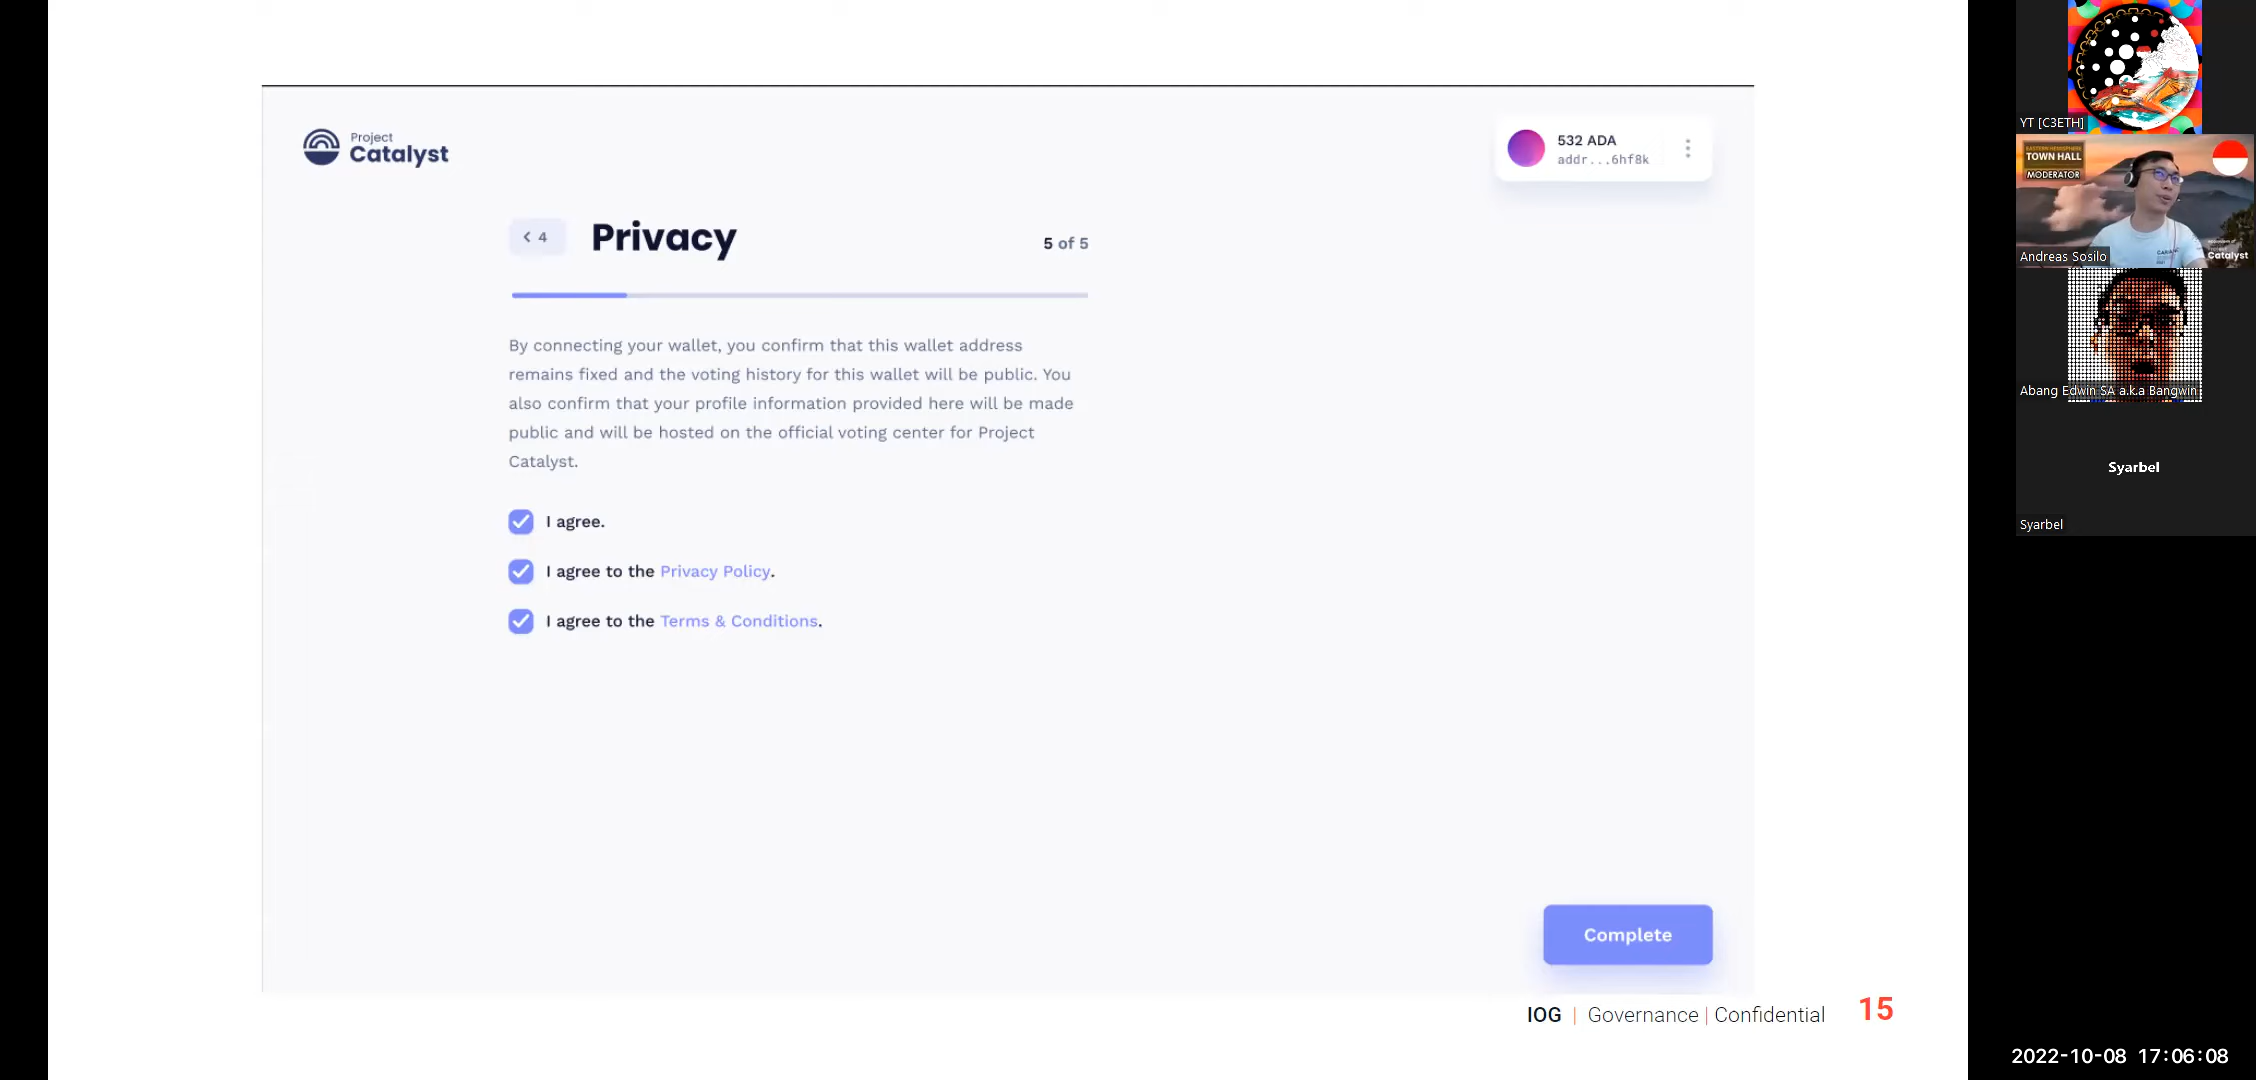 Project
Catalyst
532 ADA
addr...6hf8k
< 4
Privacy
5 of 5
By connecting your wallet, you confirm that this wallet address
remains fixed and the voting history for this wallet will be public. You
also confirm that your profile information provided here will be made
public and will be hosted on the official voting center for Project
Catalyst.
I agree.
I agree to the Privacy Policy.
I agree to the Terms & Conditions.
Complete
IOG | Governance | Confidential 15
YT [C3ETH]
EASTERN HEMISPHERE
TOWN HALL
MODERATOR
Catalyst
Andreas Sosilo
Abang Edwin SA a.k.a Bangwin
Syarbel
Syarbel
2022-10-08 17:06:08